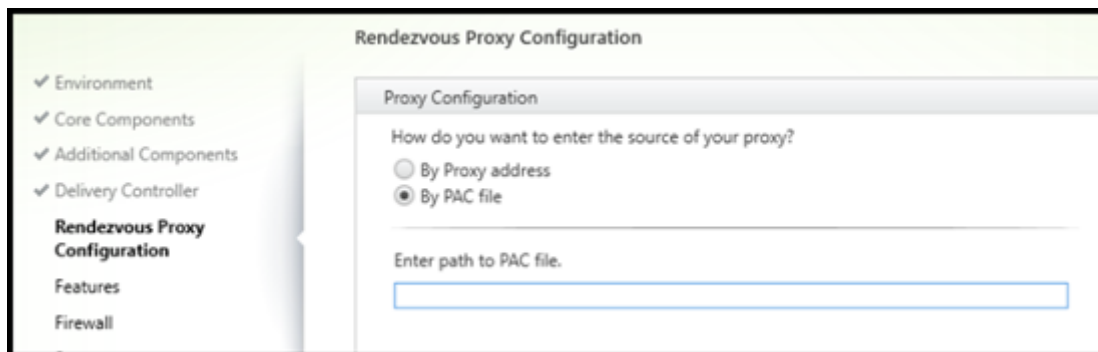 Rendezvous Proxy Configuration
Environment
Core Components
Additional Components
Delivery Controller
Rendezvous Proxy
Configuration
Features
Firewall
Proxy Configuration
How do you want to enter the source of your proxy?
By Proxy address
By PAC file
Enter path to PAC file.